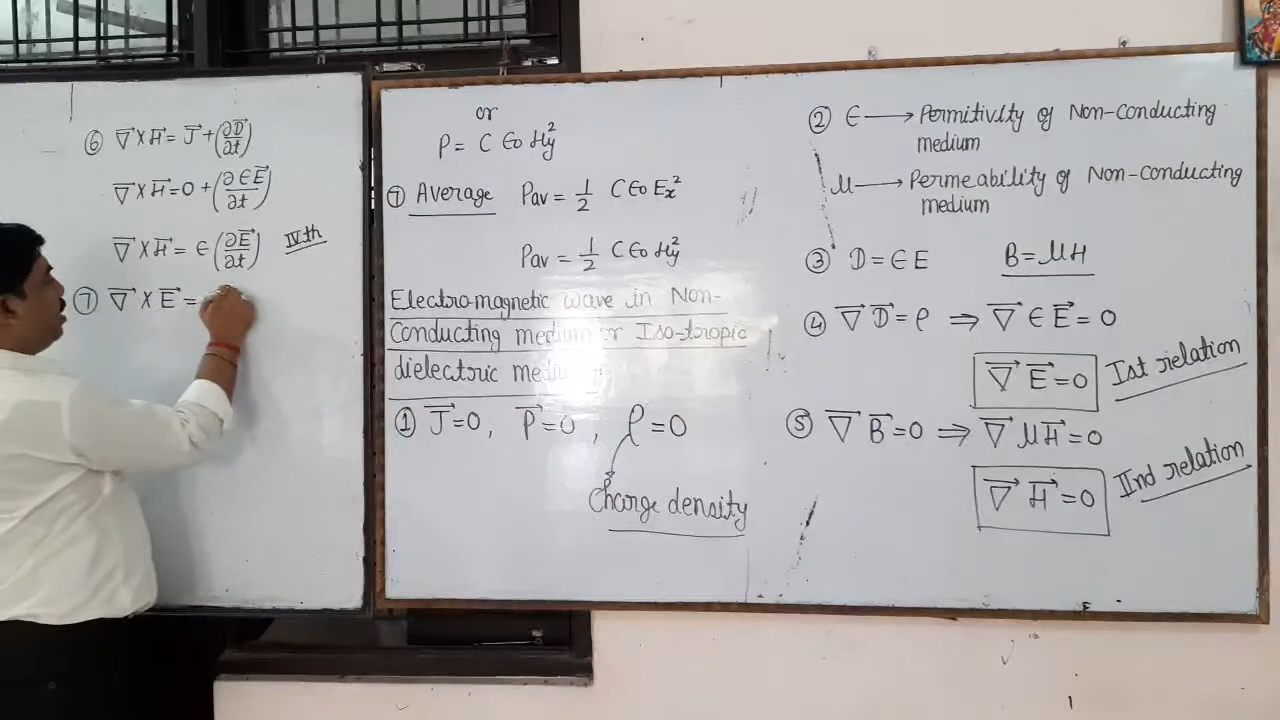 ⑥ ∇⃗ X H⃗ = J⃗ + (∂D⃗/∂t)
∇⃗ X H⃗ = 0 + (∂ ∈ E⃗/∂t)
∇⃗ X H⃗ = ∈ (∂E⃗/∂t) IVth
⑦ ∇⃗ X E⃗ =
or
P = C ∈o Hy²
⑦ Average Pav = 1/2 C ∈o Ex²
Pav = 1/2 C ∈o Hy²
Electromagnetic wave in Non-
Conducting medium or Iso-tropic
dielectric medium
① J⃗ = 0, P⃗ = 0, ρ = 0
Charge density
② ∈ → Permitivity of Non-Conducting
medium
μ → Permeability of Non-Conducting
medium
③ D = ∈ E B = μH
④ ∇⃗ D⃗ = ρ ⇒ ∇⃗ ∈ E⃗ = 0
∇⃗ E⃗ = 0 Ist relation
⑤ ∇⃗ B⃗ = 0 ⇒ ∇⃗ μH⃗ = 0
∇⃗ H⃗ = 0 IInd relation